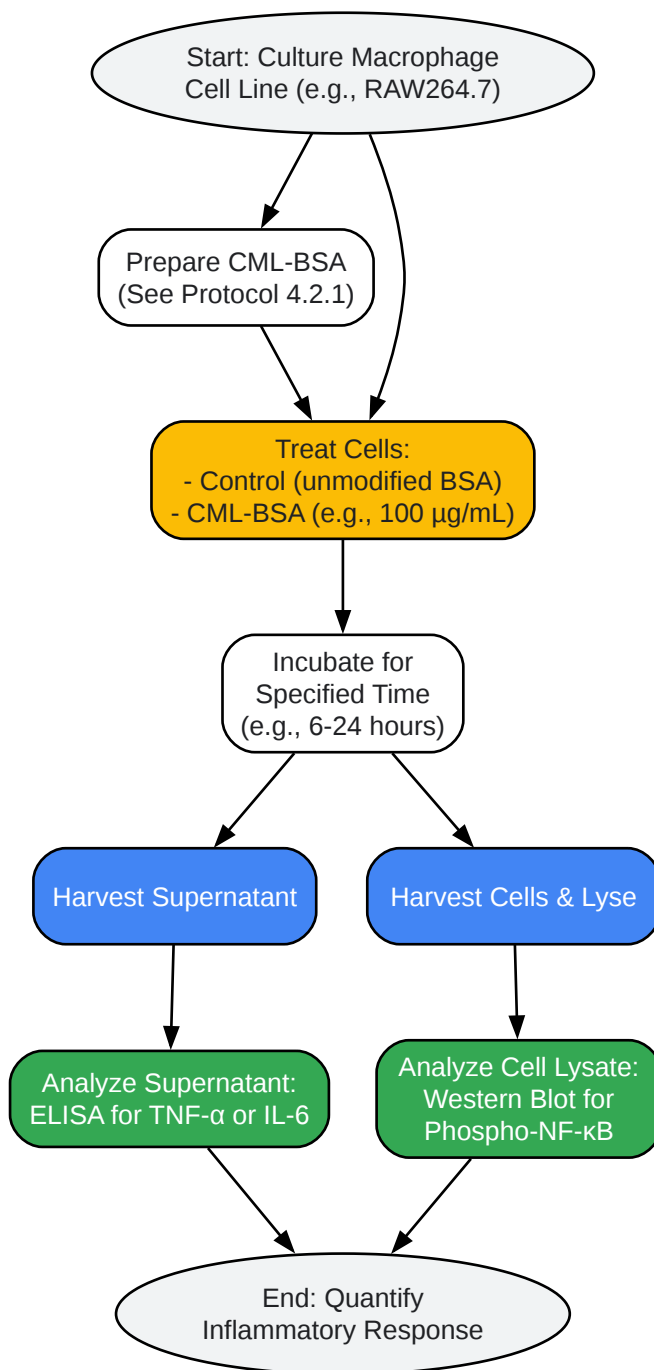 Start: Culture Macrophage
Cell Line (e.g., RAW264.7)
Prepare CML-BSA
(See Protocol 4.2.1)
Treat Cells:
- Control (unmodified BSA)
- CML-BSA (e.g., 100 µg/mL)
Incubate for
Specified Time
(e.g., 6-24 hours)
Harvest Supernatant
Harvest Cells & Lyse
Analyze Supernatant:
ELISA for TNF-α or IL-6
Analyze Cell Lysate:
Western Blot for
Phospho-NF-κB
End: Quantify
Inflammatory Response